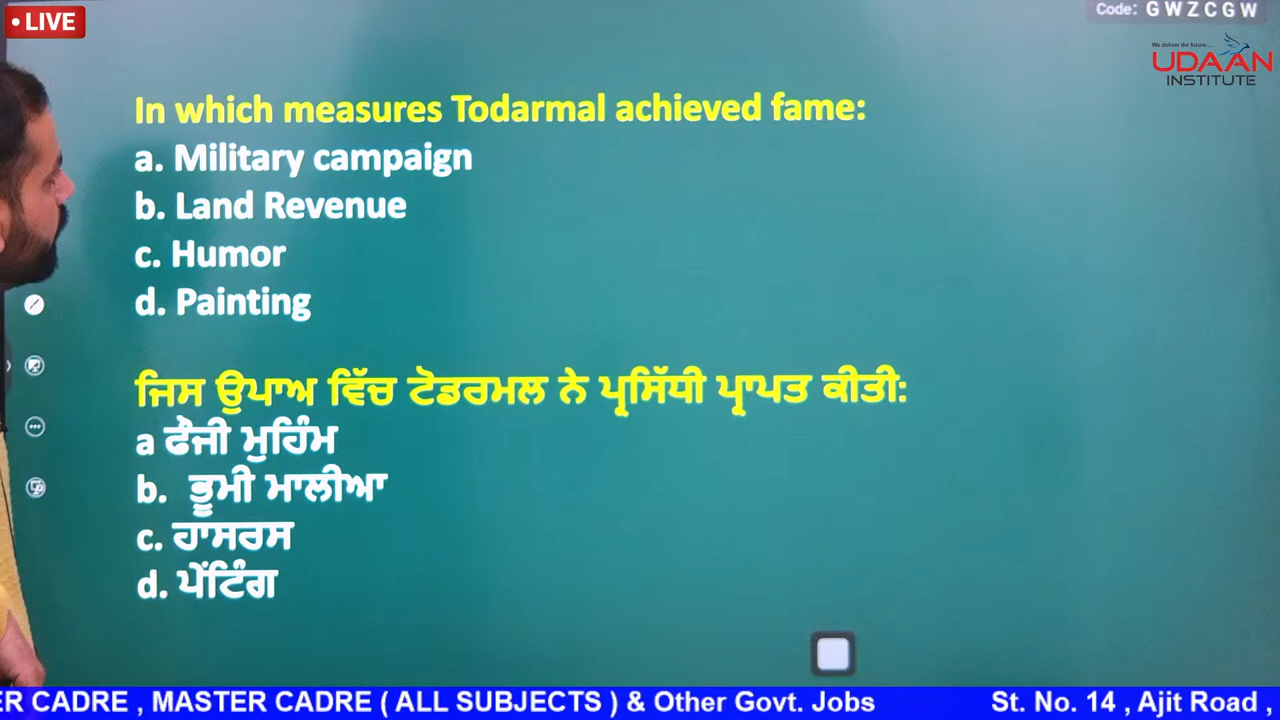 LIVE
Code: G W Z C G W
We deliver the future....
UDAAN
INSTITUTE
In which measures Todarmal achieved fame:
a. Military campaign
b. Land Revenue
c. Humor
d. Painting
ਜਿਸ ਉਪਾਅ ਵਿੱਚ ਟੋਡਰਮਲ ਨੇ ਪ੍ਰਸਿੱਧੀ ਪ੍ਰਾਪਤ ਕੀਤੀ:
a ਫੌਜੀ ਮੁਹਿੰਮ
b. ਭੂਮੀ ਮਾਲੀਆ
c. ਹਾਸਰਸ
d. ਪੇਂਟਿੰਗ
ER CADRE , MASTER CADRE ( ALL SUBJECTS ) & Other Govt. Jobs St. No. 14 , Ajit Road ,